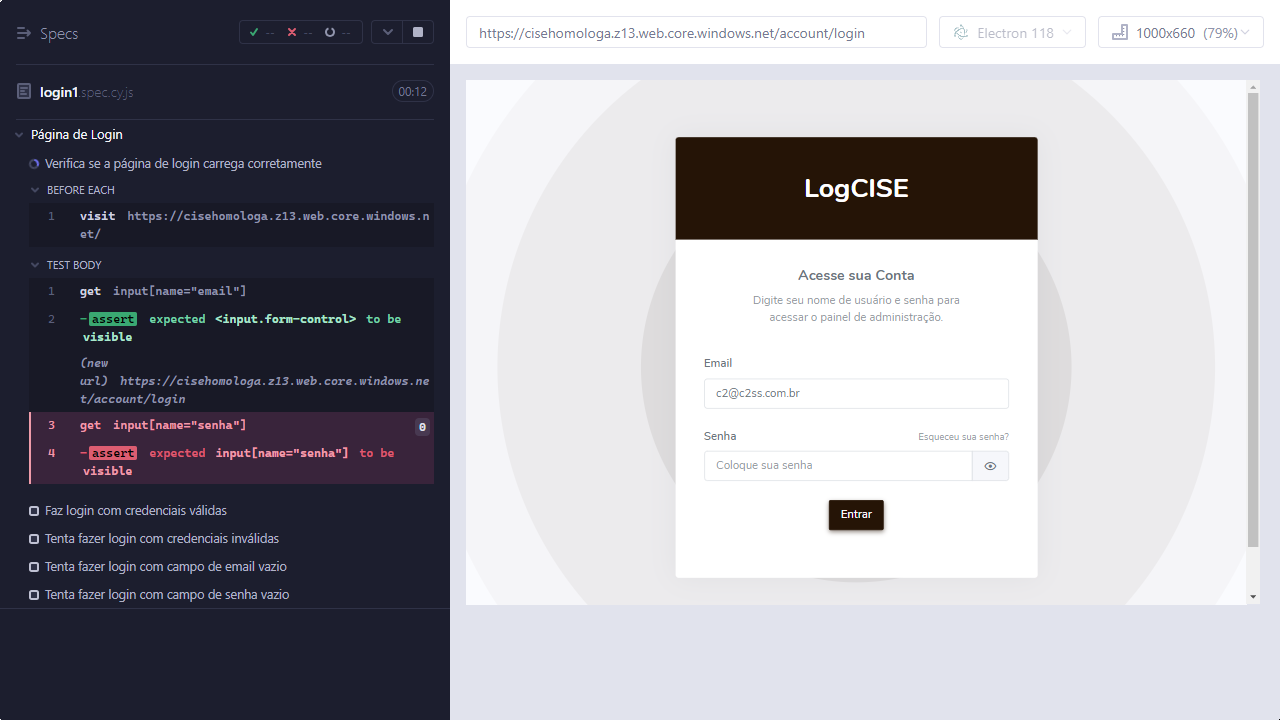 Specs
-- -- --
login1.spec.cy.js
00:12
Página de Login
Verifica se a página de login carrega corretamente
BEFORE EACH
1 visit https://cisehomologa.z13.web.core.windows.n
et/
TEST BODY
1 get input[name="email"]
2 -assert expected <input.form-control> to be
visible
(new
url) https://cisehomologa.z13.web.core.windows.ne
t/account/login
3 get input[name="senha"] 0
4 -assert expected input[name="senha"] to be
visible
Faz login com credenciais válidas
Tenta fazer login com credenciais inválidas
Tenta fazer login com campo de email vazio
Tenta fazer login com campo de senha vazio
https://cisehomologa.z13.web.core.windows.net/account/login
Electron 118
1000x660 (79%)
LogCISE
Acesse sua Conta
Digite seu nome de usuário e senha para
acessar o painel de administração.
Email
c2@c2ss.com.br
Senha
Esqueceu sua senha?
Coloque sua senha
Entrar